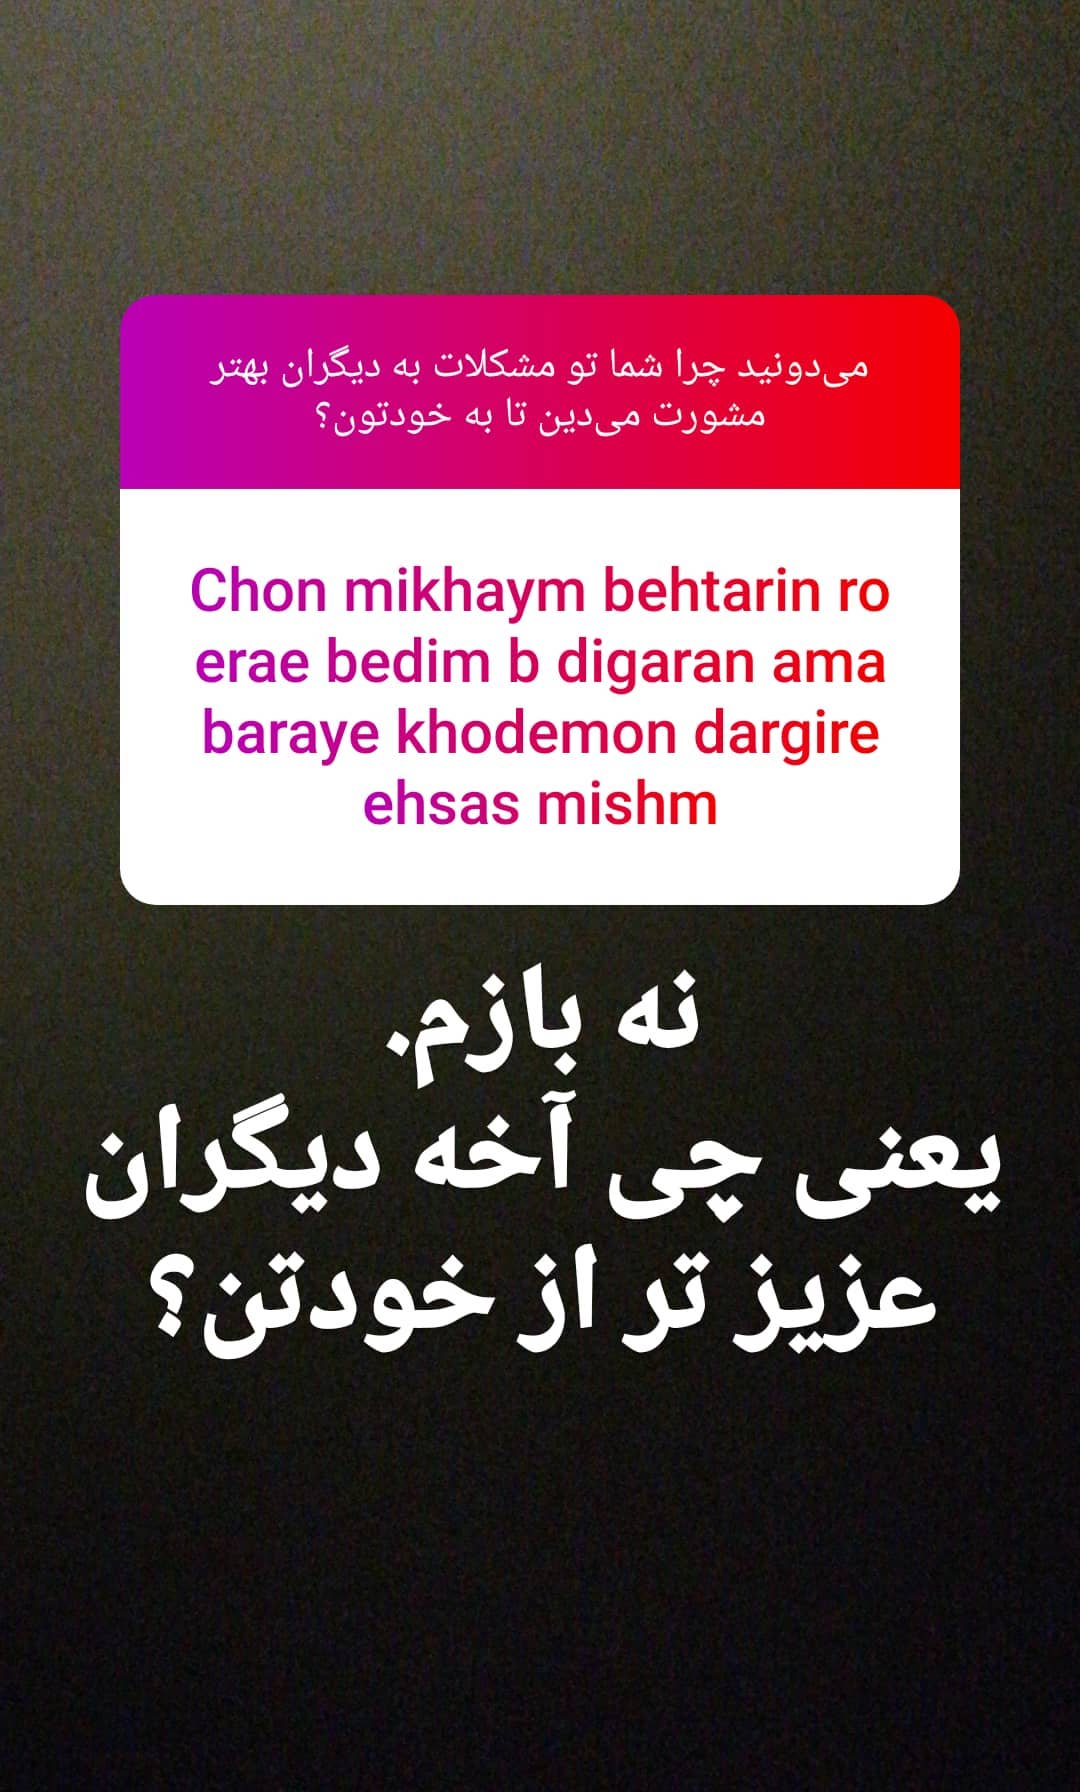 می‌دونید چرا شما تو مشکلات به دیگران بهتر
مشورت می‌دین تا به خودتون؟
Chon mikhaym behtarin ro
erae bedim b digaran ama
baraye khodemon dargire
ehsas mishm
نه بازم.
یعنی چی آخه دیگران
عزیز تر از خودتن؟